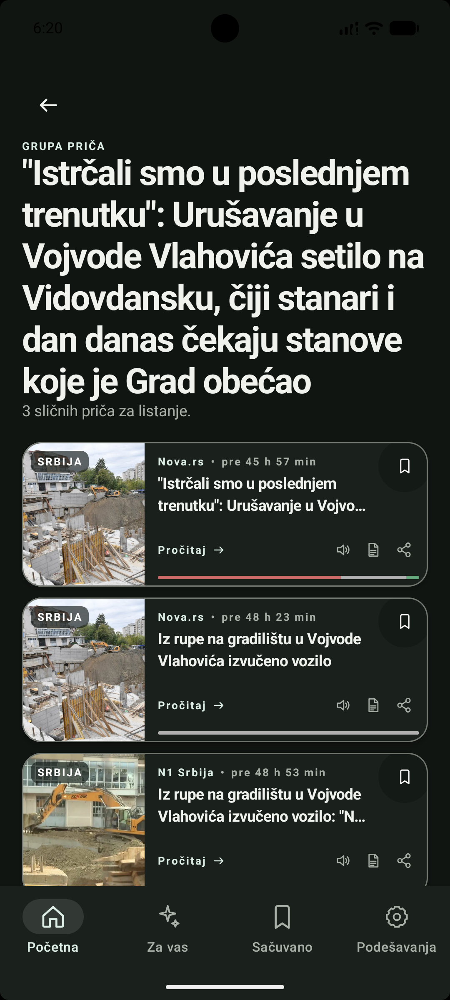 6:20
GRUPA PRIČA
"Istrčali smo u poslednjem
trenutku": Urušavanje u
Vojvode Vlahovića setilo na
Vidovdansku, čiji stanari i
dan danas čekaju stanove
koje je Grad obećao
3 sličnih priča za listanje.
SRBIJA
Nova.rs • pre 45 h 57 min
"Istrčali smo u poslednjem
trenutku": Urušavanje u Vojvo...
Pročitaj →
SRBIJA
Nova.rs • pre 48 h 23 min
Iz rupe na gradilištu u Vojvode
Vlahovića izvučeno vozilo
Pročitaj →
SRBIJA
KONVAR
N1 Srbija • pre 48 h 53 min
Iz rupe na gradilištu u Vojvode
Vlahovića izvučeno vozilo: "N...
Pročitaj →
Početna
Za vas
Sačuvano
Podešavanja